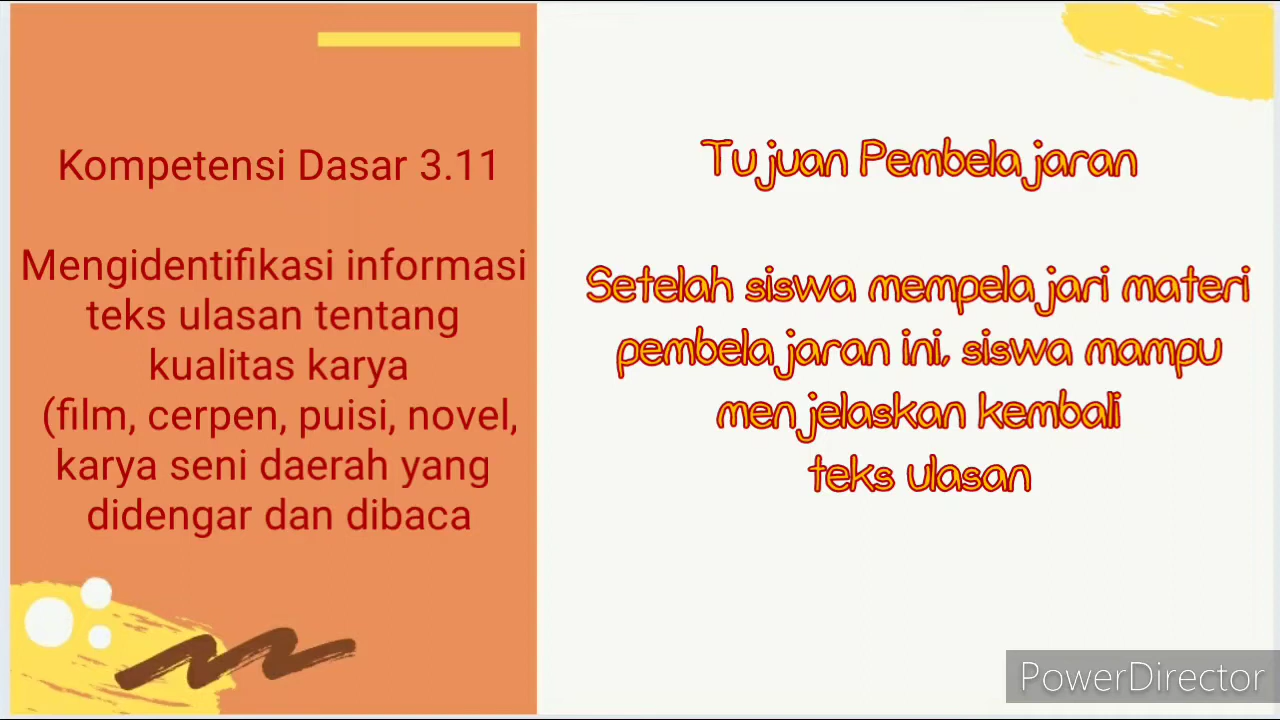 Kompetensi Dasar 3.11
Mengidentifikasi informasi
teks ulasan tentang
kualitas karya
(film, cerpen, puisi, novel,
karya seni daerah yang
didengar dan dibaca
Tujuan Pembelajaran
Setelah siswa mempelajari materi
pembelajaran ini, siswa mampu
menjelaskan kembali
teks ulasan
PowerDirector